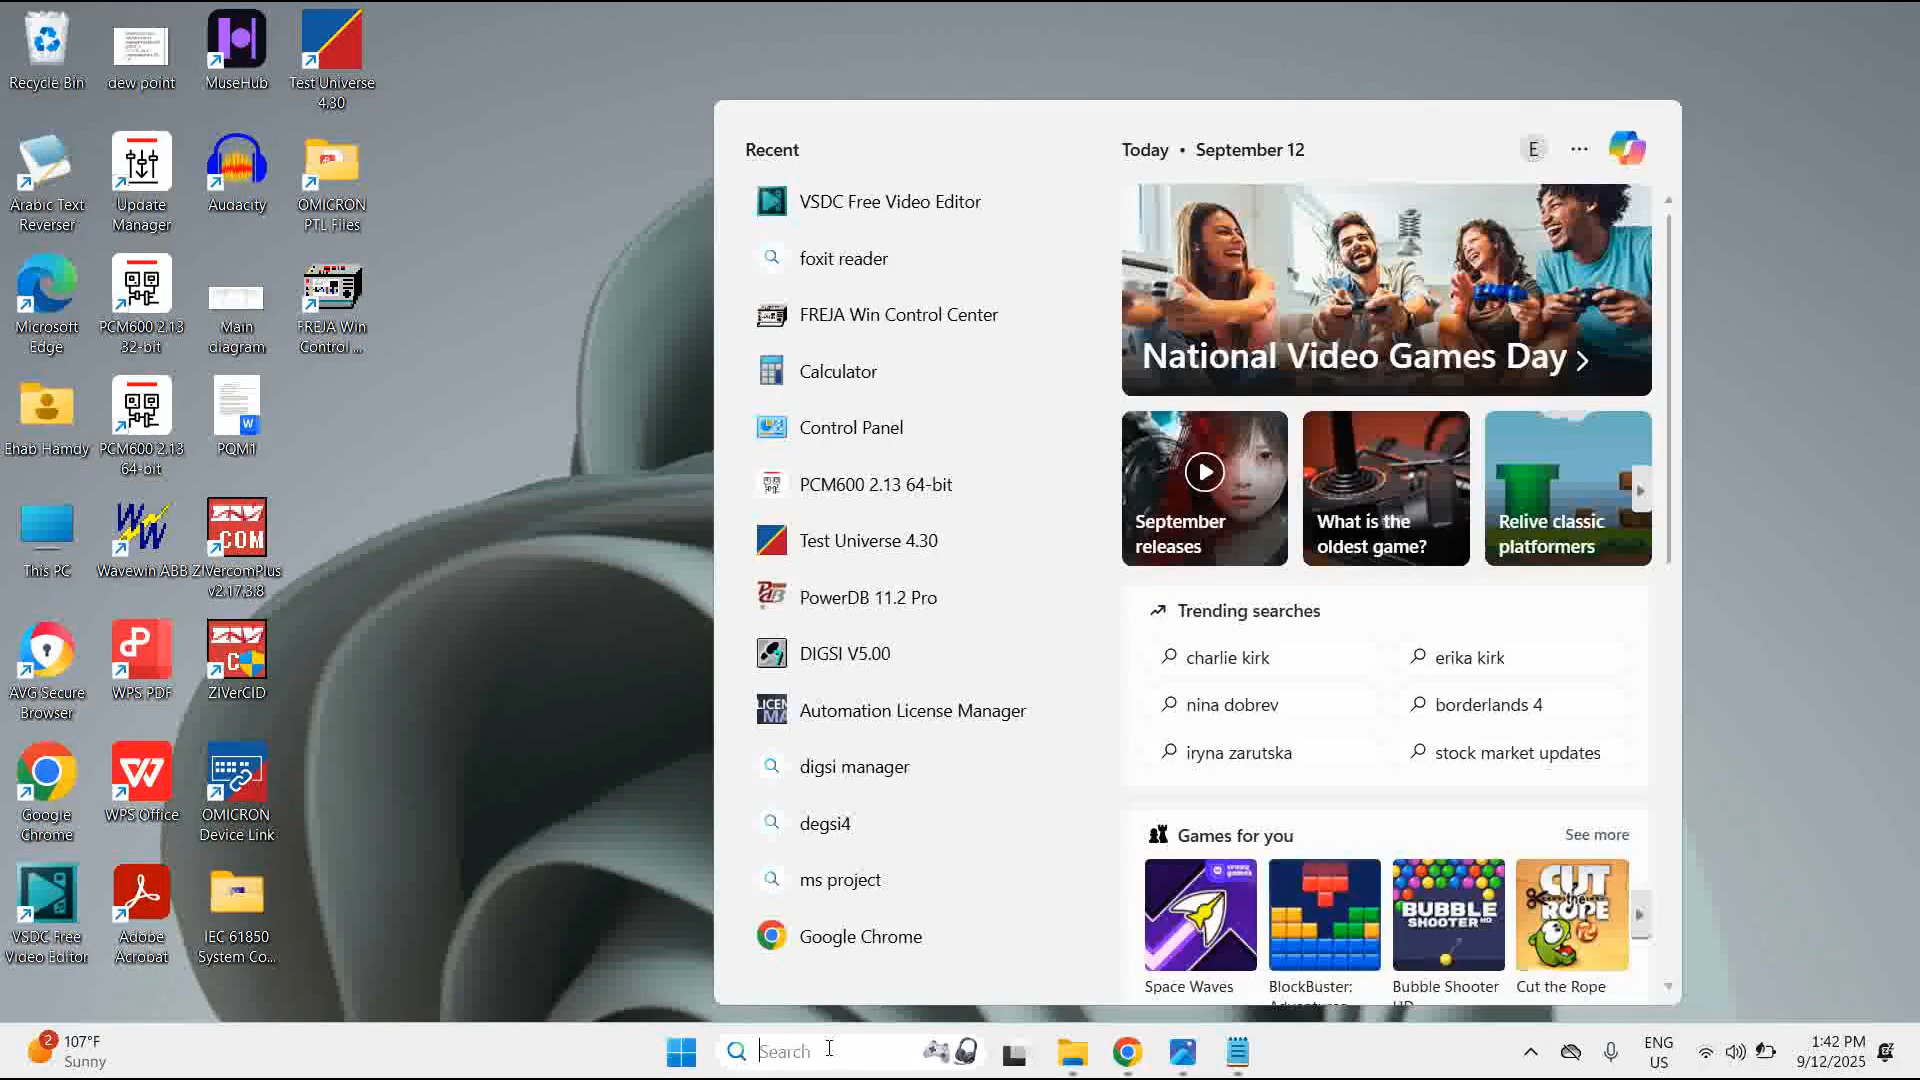 Recycle Bin
dew point
MuseHub
Test Universe
4.30
Arabic Text
Reverser
Update
Manager
Audacity
OMICRON
PTL Files
Microsoft
Edge
PCM600 2.13
32-bit
Main
diagram
FREJA Win
Control ...
Ehab Hamdy
PCM600 2.13
64-bit
PQM1
This PC
Wavewin ABB
ZIVercomPlus
v2.17.3.8
AVG Secure
Browser
WPS PDF
ZIVerCID
Google
Chrome
WPS Office
OMICRON
Device Link
VSDC Free
Video Editor
Adobe
Acrobat
IEC 61850
System Co...
Recent
VSDC Free Video Editor
foxit reader
FREJA Win Control Center
Calculator
Control Panel
PCM600 2.13 64-bit
Test Universe 4.30
PowerDB 11.2 Pro
DIGSI V5.00
Automation License Manager
digsi manager
degsi4
ms project
Google Chrome
Today • September 12
E
National Video Games Day
September
releases
What is the
oldest game?
Relive classic
platformers
Trending searches
charlie kirk
erika kirk
nina dobrev
borderlands 4
iryna zarutska
stock market updates
Games for you
See more
BUBBLE
SHOOTER HD
CUT
the
ROPE
Space Waves
BlockBuster:
Bubble Shooter
Cut the Rope
2
107°F
Sunny
Search
ENG
US
1:42 PM
9/12/2025